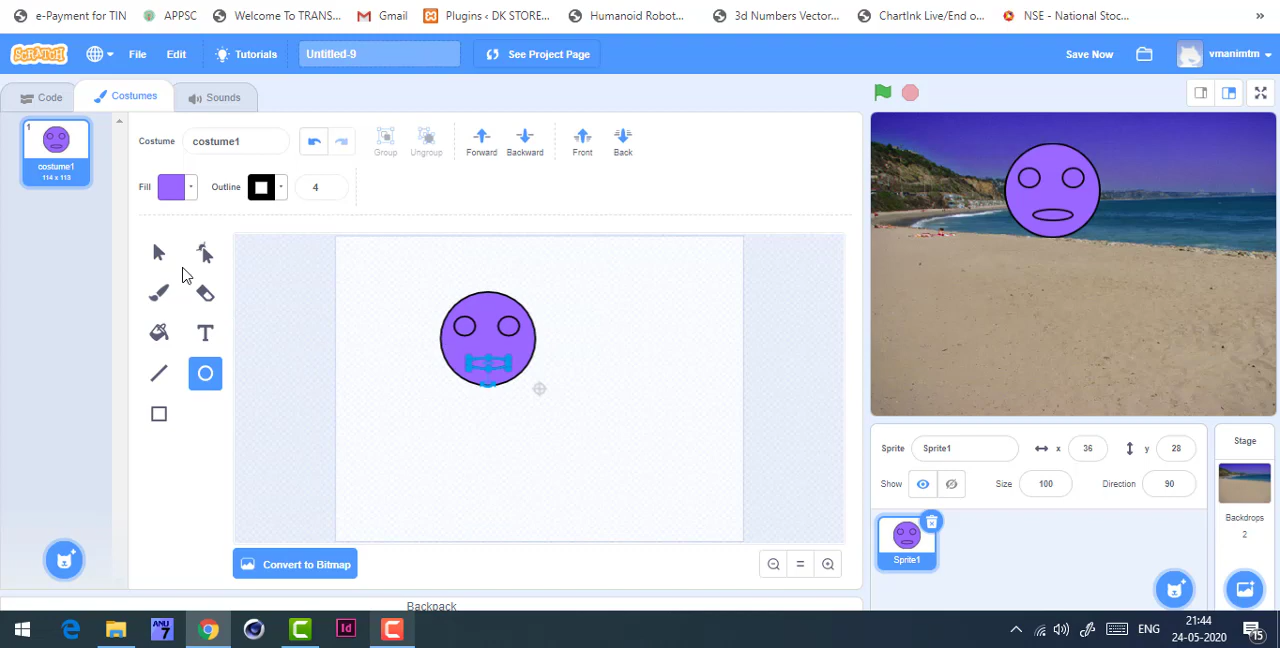 e-Payment for TIN APPSC Welcome To TRANS... Gmail Plugins ‹ DK STORE... Humanoid Robot... 3d Numbers Vector... ChartInk Live/End o... NSE - National Stoc... »
SCRATCH File Edit Tutorials Untitled-9 See Project Page Save Now vmanimtm
Code Costumes Sounds
1 Costume costume1 Group Ungroup Forward Backward Front Back
costume1
114 x 113
Fill Outline 4
T
Sprite Sprite1 x 36 y 28
Show Size 100 Direction 90
Stage
Backdrops
2
Sprite1
Convert to Bitmap
Backpack
ANU 7 C Id C ENG 21:44
24-05-2020 15